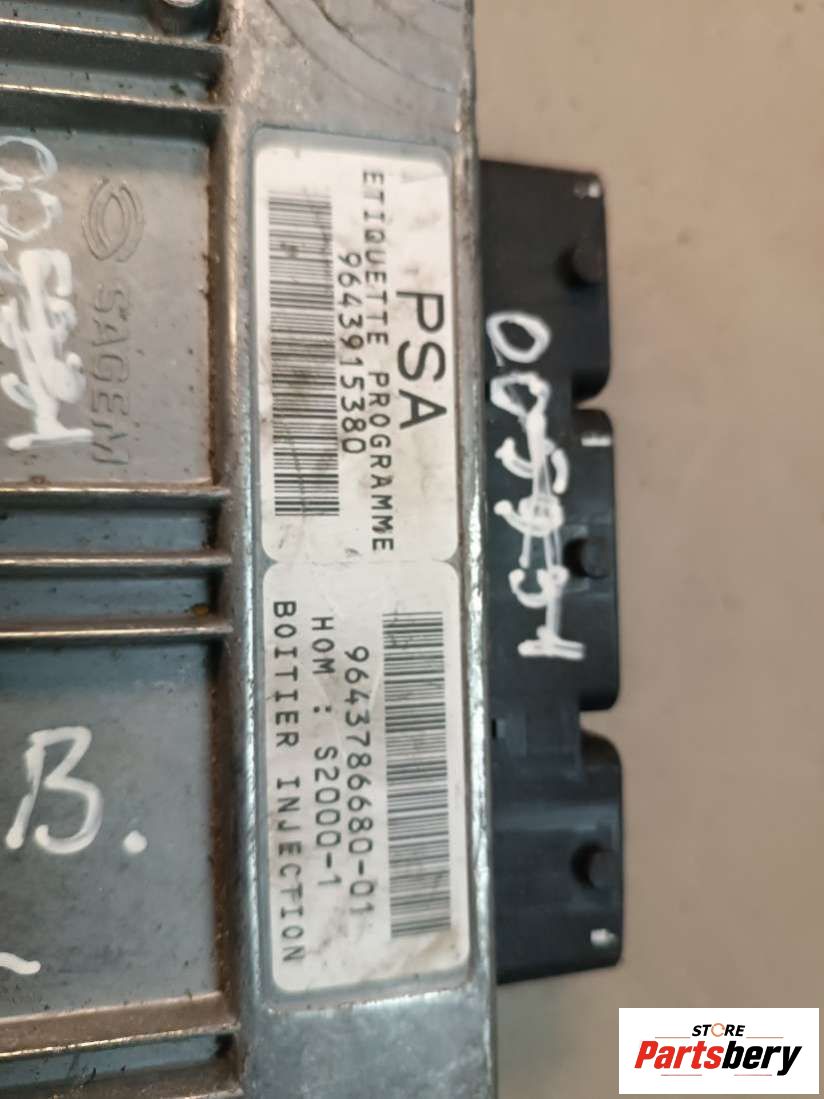 PSA
ETIQUETTE PROGRAMME
9643915380
9643786680-01
HOM : S2000-1
BOITIER INJECTION
SAGEM
B.
STORE
Partsbery